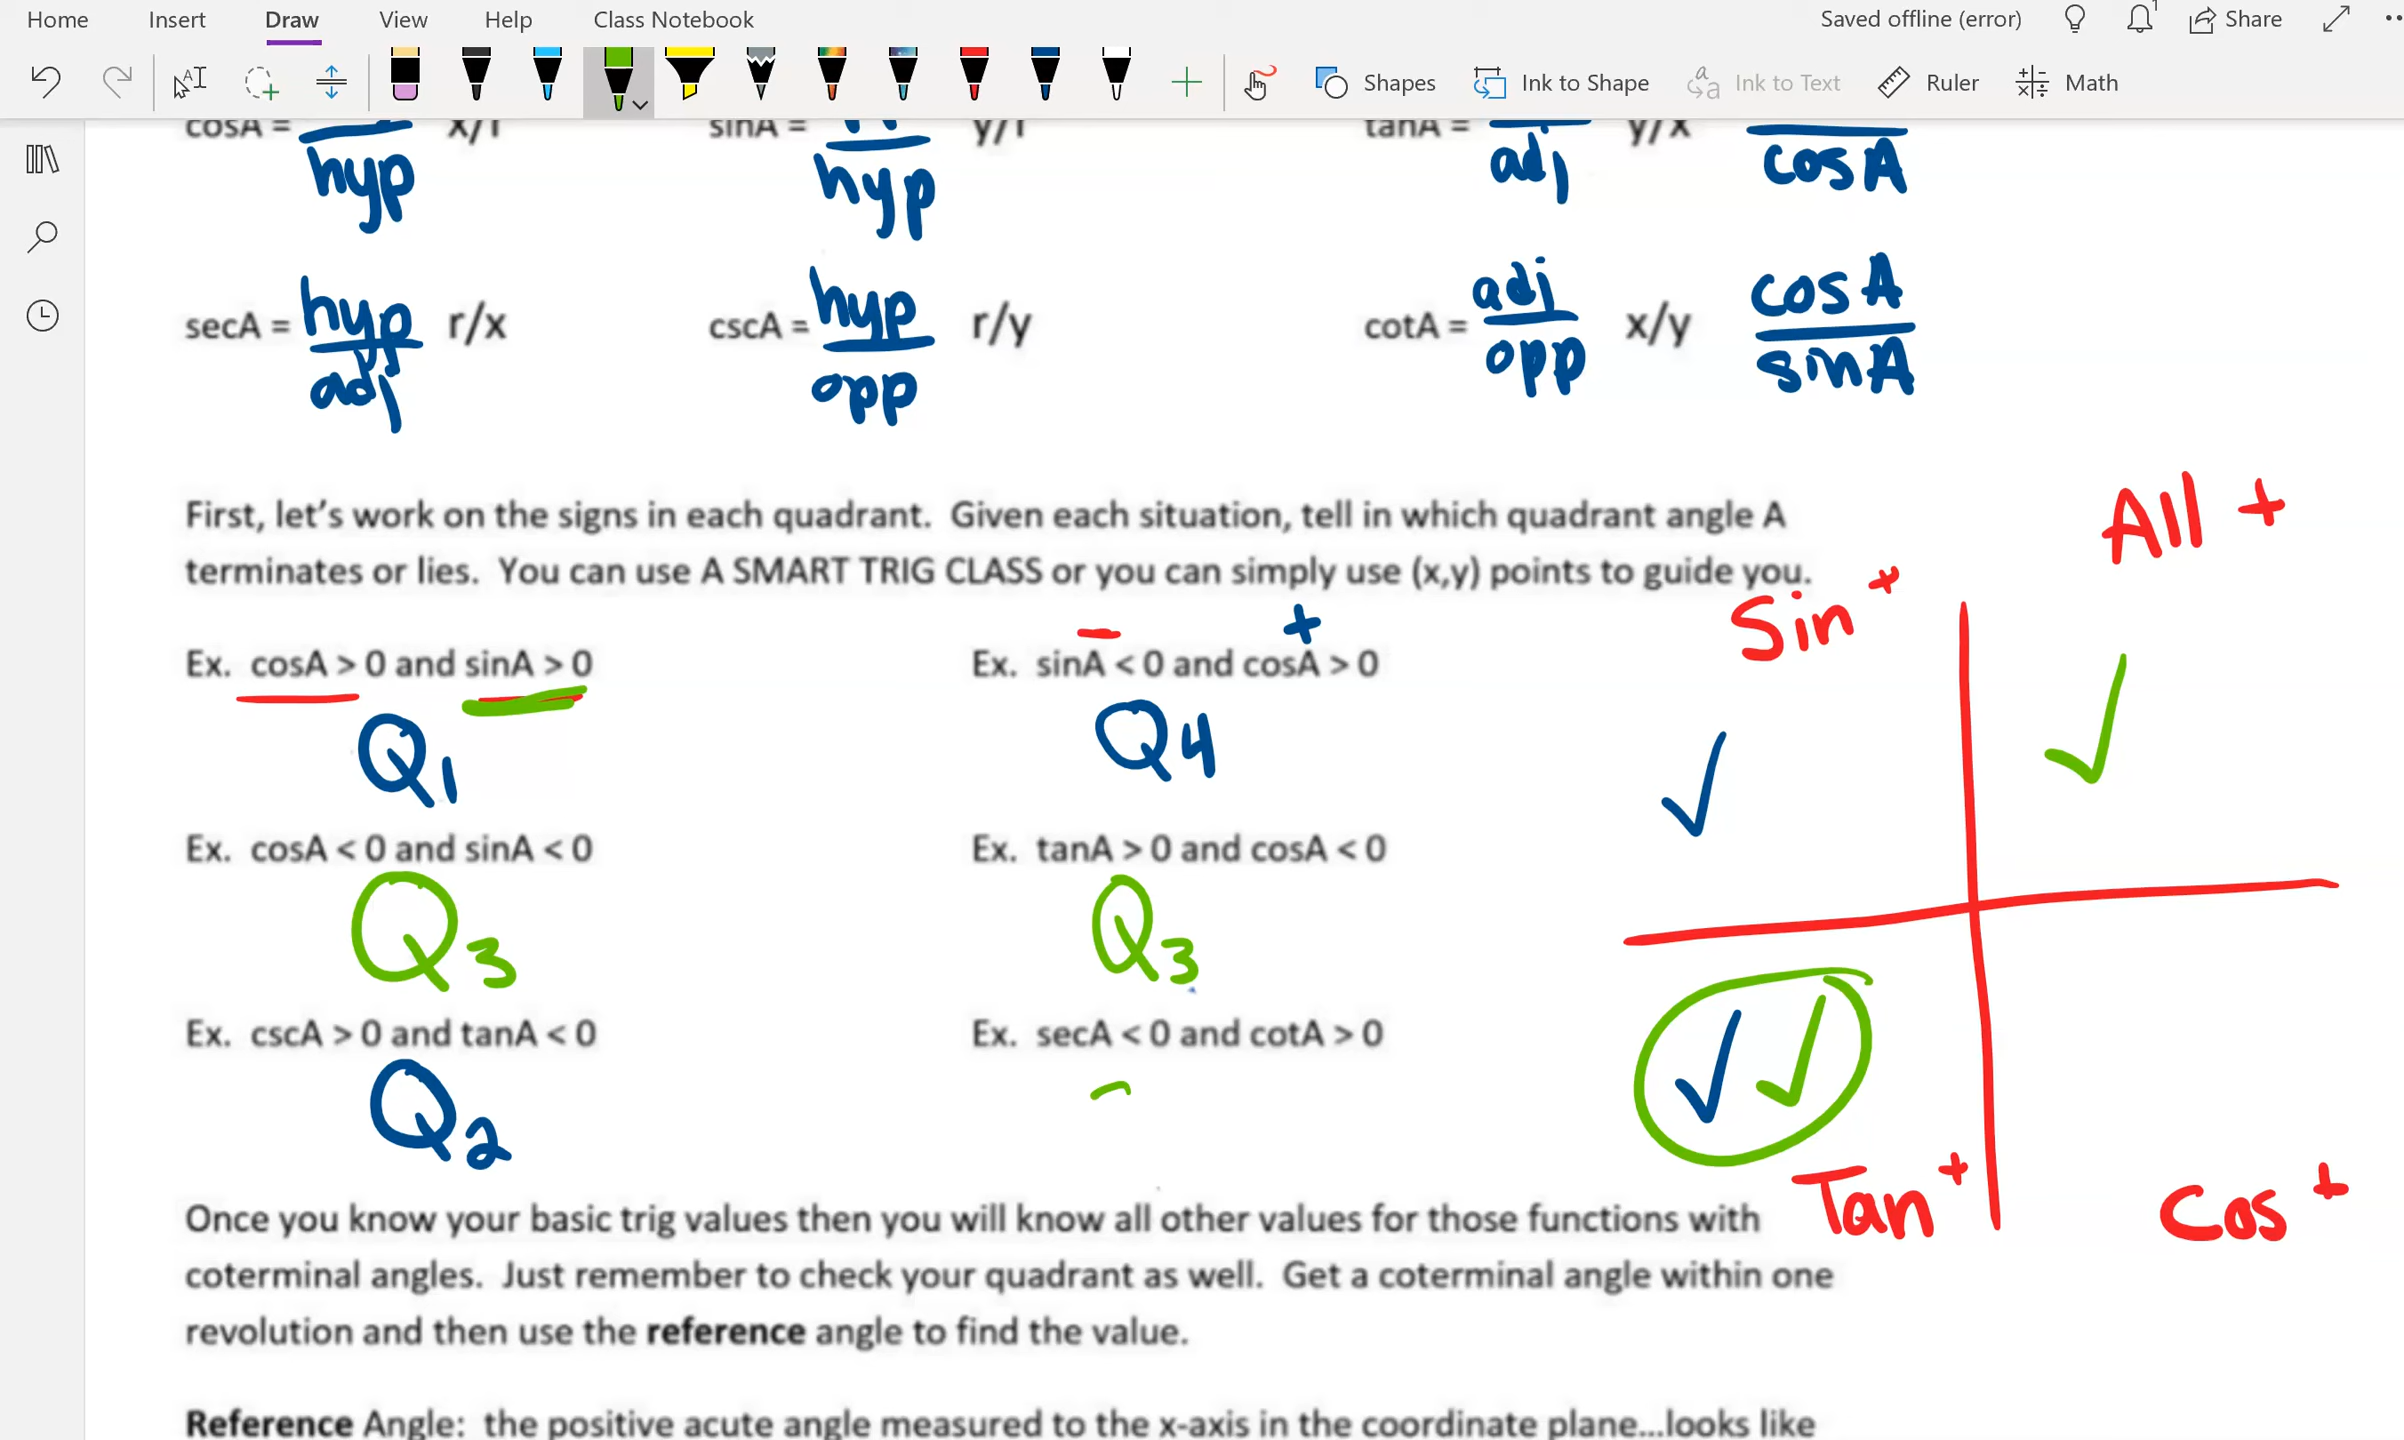 Home Insert Draw View Help Class Notebook Saved offline (error) 1 Share
Shapes Ink to Shape Ink to Text Ruler Math
cosA = hyp x/r sinA = hyp y/r tanA = adj y/x cosA
secA = hyp/adj r/x cscA = hyp/opp r/y cotA = adj/opp x/y cosA/sinA
First, let's work on the signs in each quadrant. Given each situation, tell in which quadrant angle A
terminates or lies. You can use A SMART TRIG CLASS or you can simply use (x,y) points to guide you.
All +
Sin +
− +
Ex. cosA > 0 and sinA > 0 Ex. sinA < 0 and cosA > 0
Q1 Q4
Ex. cosA < 0 and sinA < 0 Ex. tanA > 0 and cosA < 0
Q3 Q3
Ex. cscA > 0 and tanA < 0 Ex. secA < 0 and cotA > 0
Q2
Tan + Cos +
Once you know your basic trig values then you will know all other values for those functions with
coterminal angles. Just remember to check your quadrant as well. Get a coterminal angle within one
revolution and then use the reference angle to find the value.
Reference Angle: the positive acute angle measured to the x-axis in the coordinate plane...looks like